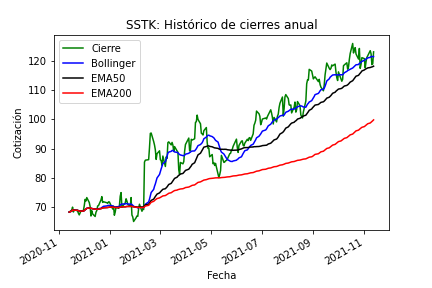 SSTK: Histórico de cierres anual
Cierre
Bollinger
EMA50
EMA200
Cotización
120
110
100
90
80
70
2020-11
2021-01
2021-03
2021-05
2021-07
2021-09
2021-11
Fecha